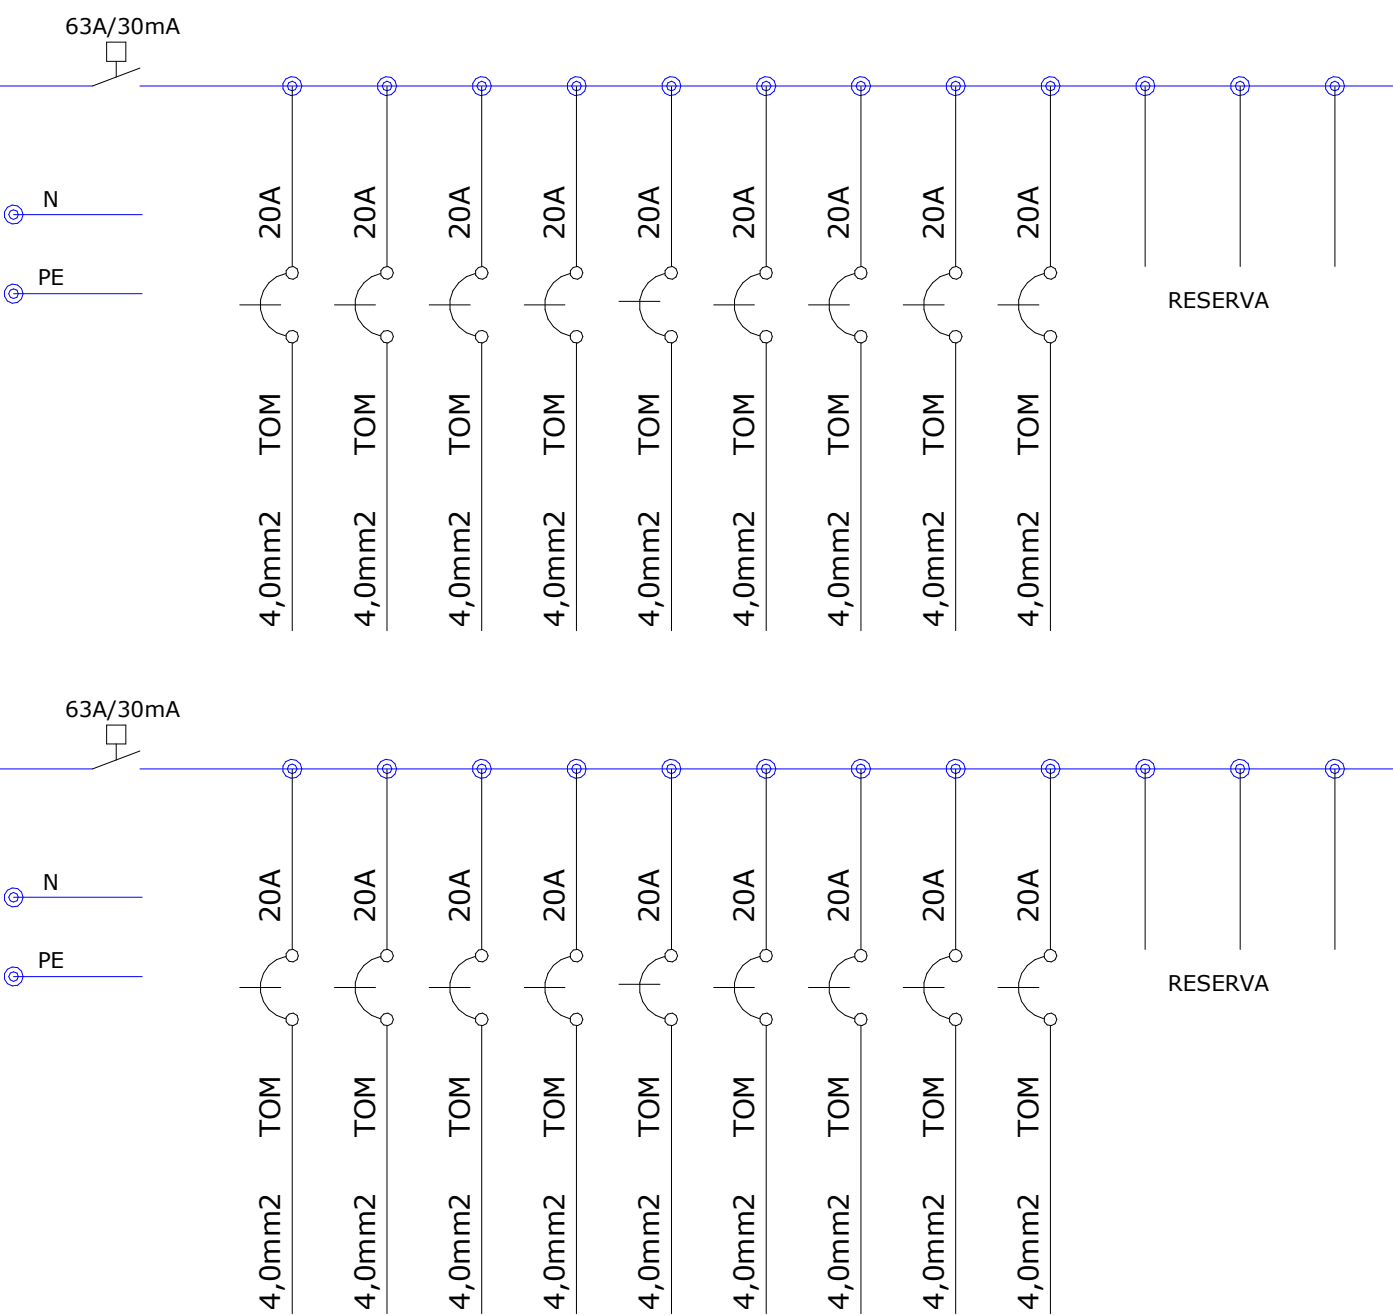 63A/30mA
N
PE
20A 20A 20A 20A 20A 20A 20A 20A 20A
RESERVA
TOM TOM TOM TOM TOM TOM TOM TOM TOM
4,0mm2 4,0mm2 4,0mm2 4,0mm2 4,0mm2 4,0mm2 4,0mm2 4,0mm2 4,0mm2
63A/30mA
N
PE
20A 20A 20A 20A 20A 20A 20A 20A 20A
RESERVA
TOM TOM TOM TOM TOM TOM TOM TOM TOM
4,0mm2 4,0mm2 4,0mm2 4,0mm2 4,0mm2 4,0mm2 4,0mm2 4,0mm2 4,0mm2